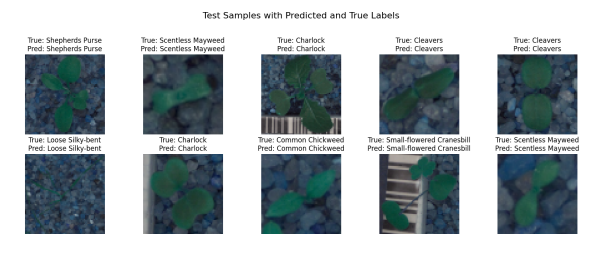 Test Samples with Predicted and True Labels
True: Shepherds Purse
Pred: Shepherds Purse
True: Scentless Mayweed
Pred: Scentless Mayweed
True: Charlock
Pred: Charlock
True: Cleavers
Pred: Cleavers
True: Cleavers
Pred: Cleavers
True: Loose Silky-bent
Pred: Loose Silky-bent
True: Charlock
Pred: Charlock
True: Common Chickweed
Pred: Common Chickweed
True: Small-flowered Cranesbill
Pred: Small-flowered Cranesbill
True: Scentless Mayweed
Pred: Scentless Mayweed